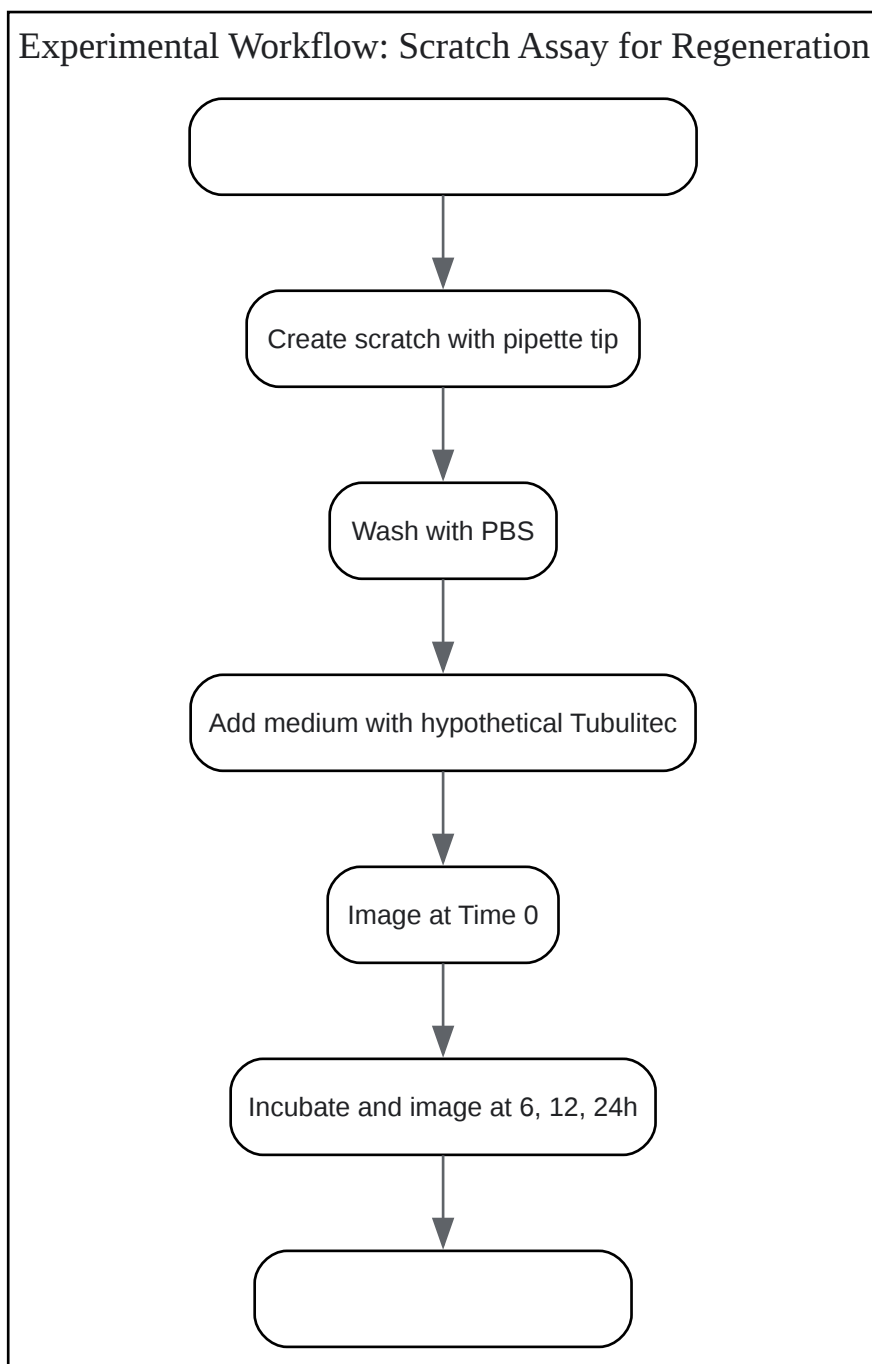 Experimental Workflow: Scratch Assay for Regeneration
Create scratch with pipette tip
Wash with PBS
Add medium with hypothetical Tubulitec
Image at Time 0
Incubate and image at 6, 12, 24h